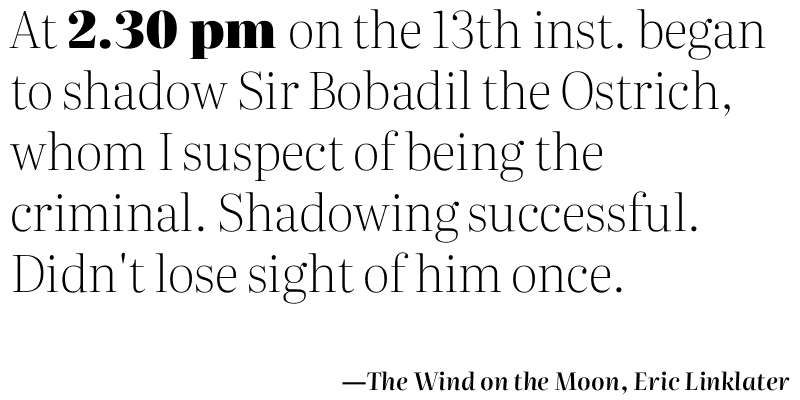 At 2.30 pm on the 13th inst. began
to shadow Sir Bobadil the Ostrich,
whom I suspect of being the
criminal. Shadowing successful.
Didn't lose sight of him once.
—The Wind on the Moon, Eric Linklater